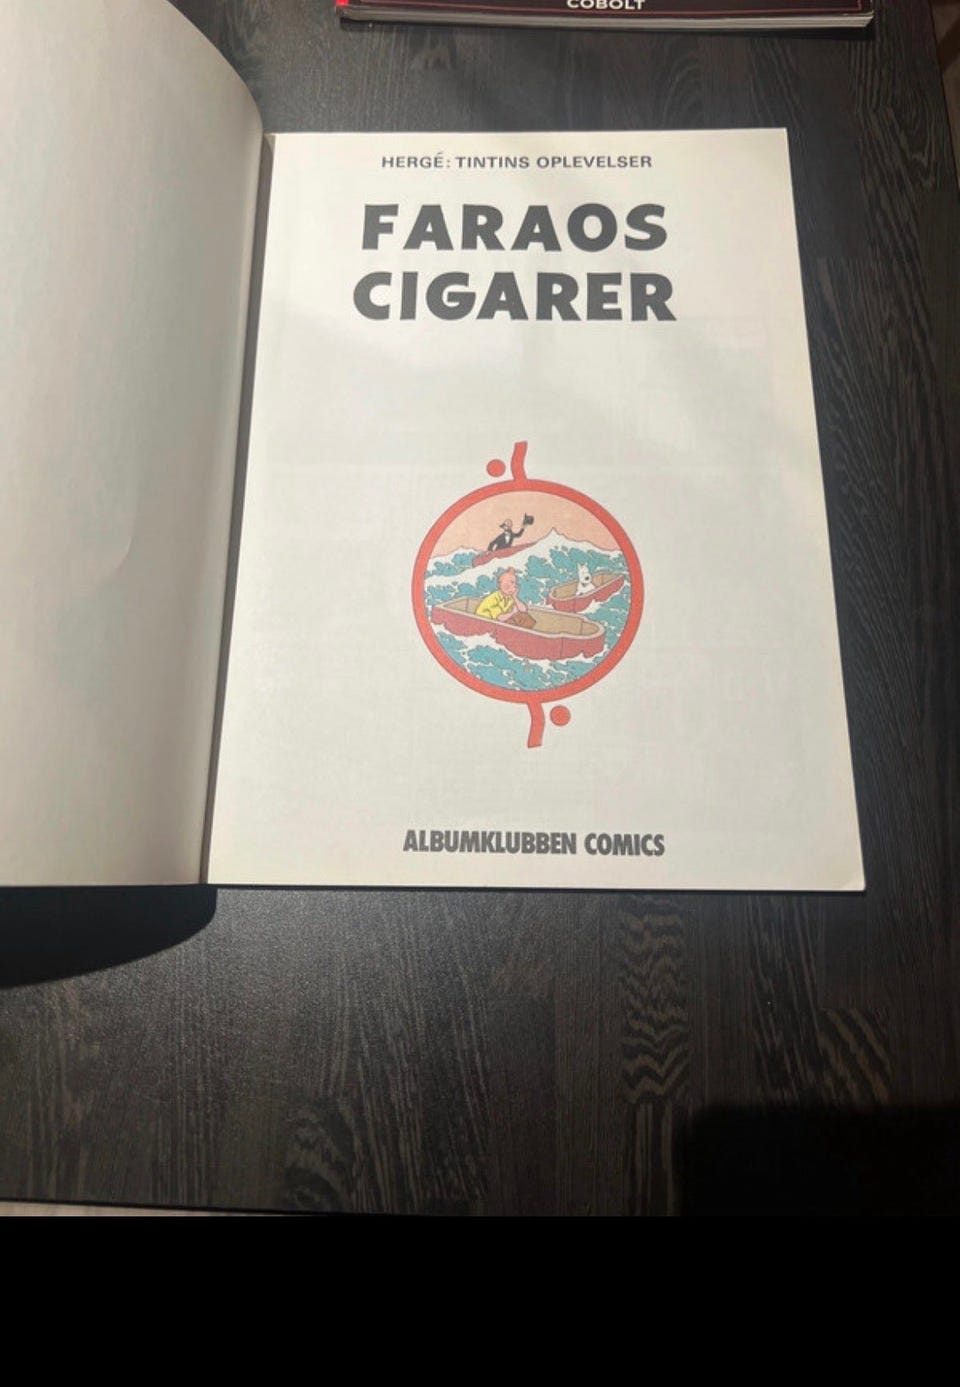 COBOLT
HERGÉ: TINTINS OPLEVELSER
FARAOS
CIGARER
ALBUMKLUBBEN COMICS